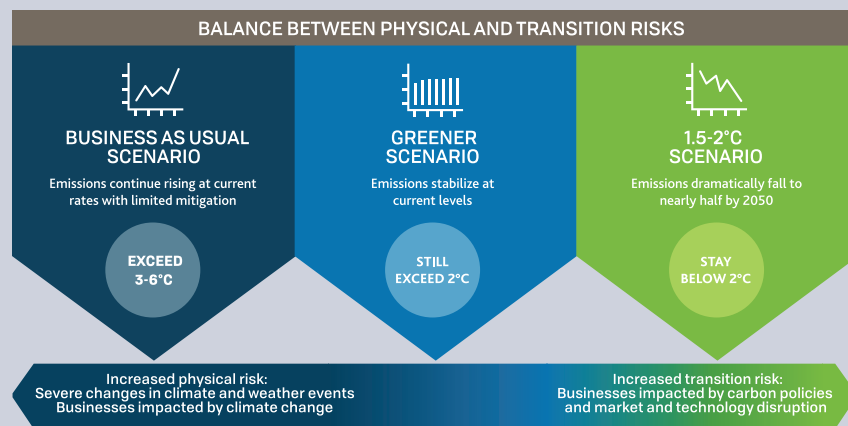 BALANCE BETWEEN PHYSICAL AND TRANSITION RISKS
BUSINESS AS USUAL
SCENARIO
Emissions continue rising at current
rates with limited mitigation
EXCEED
3-6°C
GREENER
SCENARIO
Emissions stabilize at
current levels
STILL
EXCEED 2°C
1.5-2°C
SCENARIO
Emissions dramatically fall to
nearly half by 2050
STAY
BELOW 2°C
Increased physical risk:
Severe changes in climate and weather events
Businesses impacted by climate change
Increased transition risk:
Businesses impacted by carbon policies
and market and technology disruption